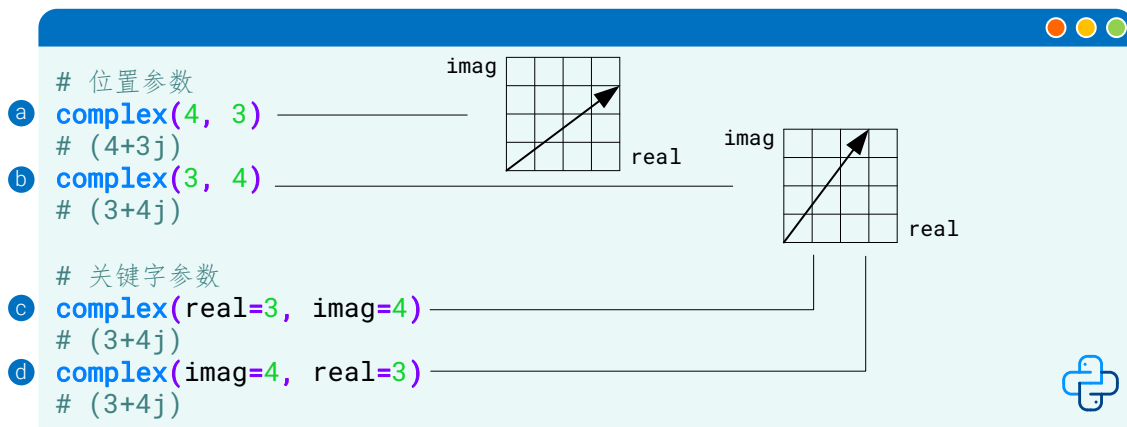 # 位置参数
a complex(4, 3)
# (4+3j)
b complex(3, 4)
# (3+4j)
imag
real
imag
real
# 关键字参数
c complex(real=3, imag=4)
# (3+4j)
d complex(imag=4, real=3)
# (3+4j)